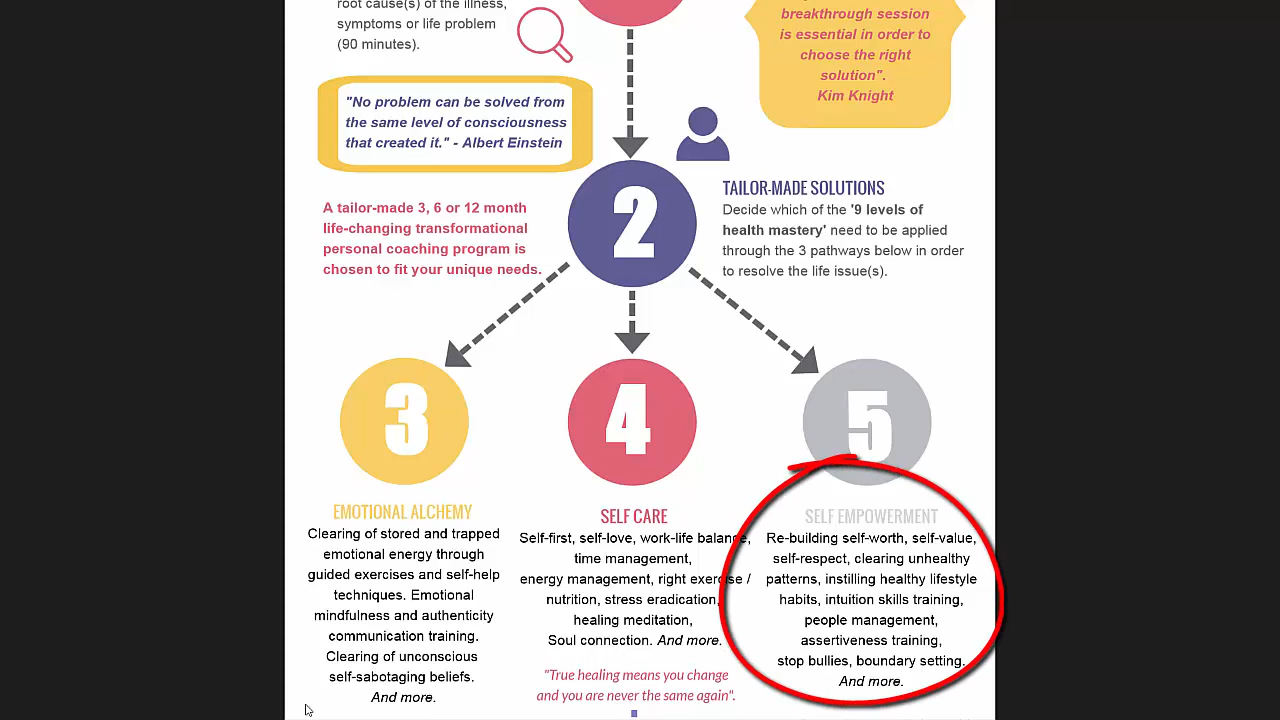 root cause(s) of the illness,
symptoms or life problem
(90 minutes).
breakthrough session
is essential in order to
choose the right
solution".
Kim Knight
"No problem can be solved from
the same level of consciousness
that created it." - Albert Einstein
A tailor-made 3, 6 or 12 month
life-changing transformational
personal coaching program is
chosen to fit your unique needs.
2
TAILOR-MADE SOLUTIONS
Decide which of the '9 levels of
health mastery' need to be applied
through the 3 pathways below in order
to resolve the life issue(s).
3
EMOTIONAL ALCHEMY
Clearing of stored and trapped
emotional energy through
guided exercises and self-help
techniques. Emotional
mindfulness and authenticity
communication training.
Clearing of unconscious
self-sabotaging beliefs.
And more.
4
SELF CARE
Self-first, self-love, work-life balance,
time management,
energy management, right exercise /
nutrition, stress eradication,
healing meditation,
Soul connection. And more.
"True healing means you change
and you are never the same again".
5
SELF EMPOWERMENT
Re-building self-worth, self-value,
self-respect, clearing unhealthy
patterns, instilling healthy lifestyle
habits, intuition skills training,
people management,
assertiveness training,
stop bullies, boundary setting.
And more.